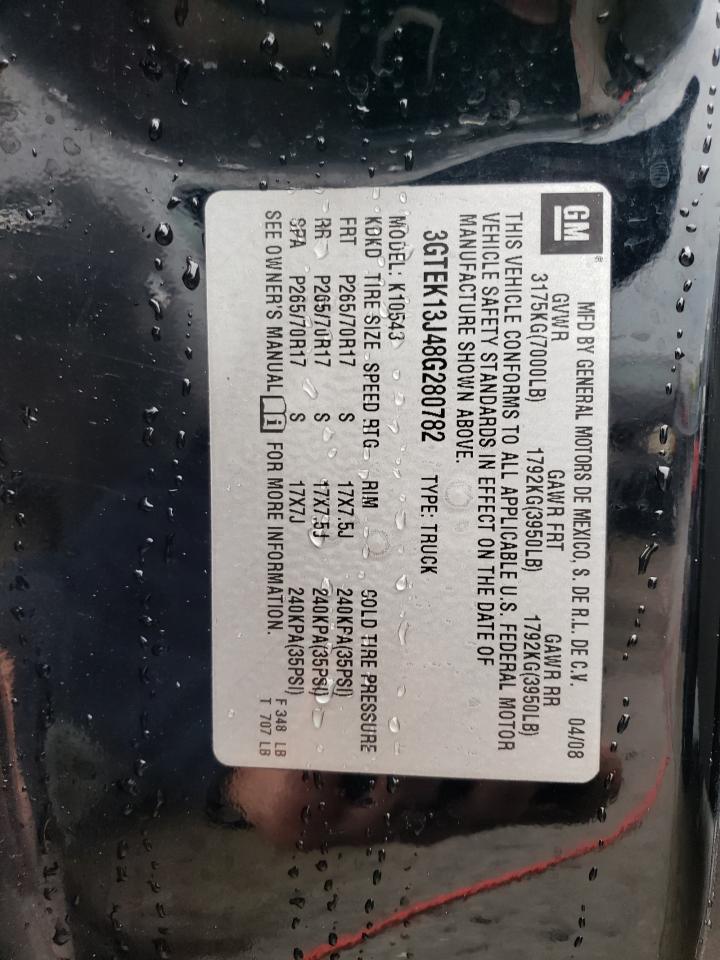 GM ®
MFD BY GENERAL MOTORS DE MEXICO, S. DE R.L. DE C.V. 04/08
GVWR GAWR FRT GAWR RR
3175KG(7000LB) 1792KG(3950LB) 1792KG(3950LB)
THIS VEHICLE CONFORMS TO ALL APPLICABLE U.S. FEDERAL MOTOR
VEHICLE SAFETY STANDARDS IN EFFECT ON THE DATE OF
MANUFACTURE SHOWN ABOVE.
3GTEK13J48G280782 TYPE: TRUCK
MODEL: K10543
KOKD TIRE SIZE SPEED RTG RIM COLD TIRE PRESSURE
FRT P265/70R17 S 17X7.5J 240KPA(35PSI)
RR P265/70R17 S 17X7.5J 240KPA(35PSI)
SPA P265/70R17 S 17X7J 240KPA(35PSI)
SEE OWNER'S MANUAL i FOR MORE INFORMATION.
F 348 LB
T 707 LB